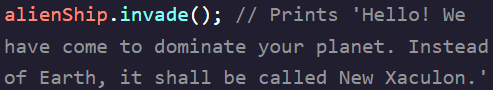 alienShip.invade(); // Prints 'Hello! We
have come to dominate your planet. Instead
of Earth, it shall be called New Xaculon.'